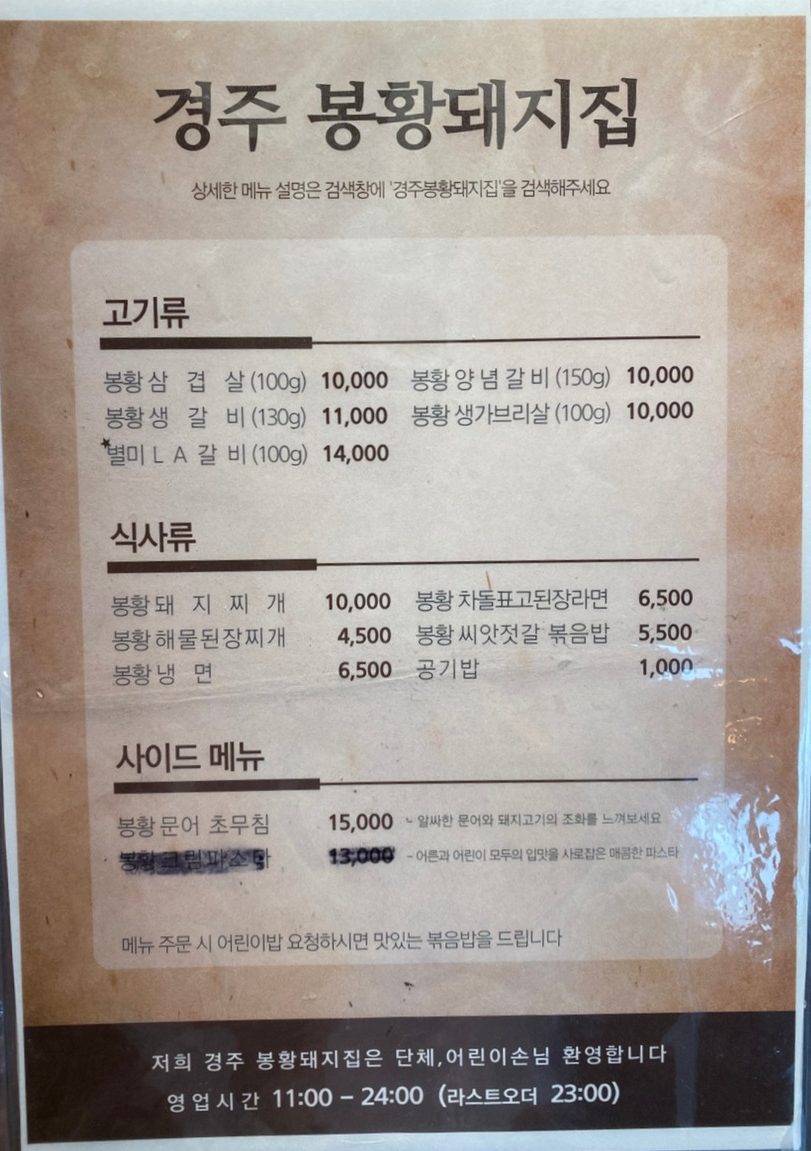 경주 봉황돼지집
상세한 메뉴 설명은 검색창에 '경주봉황돼지집'을 검색해주세요
고기류
봉황 삼 겹 살 (100g) 10,000 봉황 양념갈비 (150g) 10,000
봉황 생 갈 비 (130g) 11,000 봉황 생가브리살 (100g) 10,000
★별미 L A 갈 비 (100g) 14,000
식사류
봉황 돼 지 찌 개 10,000 봉황 차돌표고된장라면 6,500
봉황 해물된장찌개 4,500 봉황 씨앗젓갈 볶음밥 5,500
봉황 냉 면 6,500 공기밥 1,000
사이드 메뉴
봉황 문어 초무침 15,000 ~ 알싸한 문어와 돼지고기의 조화를 느껴보세요
봉황 크림파스타 13,000 - 어른과 어린이 모두의 입맛을 사로잡은 매콤한 파스타
메뉴 주문 시 어린이밥 요청하시면 맛있는 볶음밥을 드립니다
저희 경주 봉황돼지집은 단체,어린이손님 환영합니다
영업시간 11:00 – 24:00 (라스트오더 23:00)